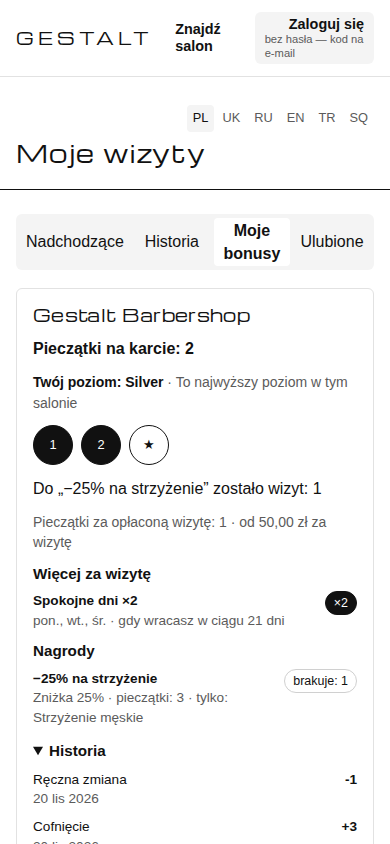 GESTALT
Znajdź
salon
Zaloguj się
bez hasła — kod na
e-mail
PL UK RU EN TR SQ
Moje wizyty
Nadchodzące Historia Moje bonusy Ulubione
Gestalt Barbershop
Pieczątki na karcie: 2
Twój poziom: Silver · To najwyższy poziom w tym
salonie
1 2 ★
Do „−25% na strzyżenie” zostało wizyt: 1
Pieczątki za opłaconą wizytę: 1 · od 50,00 zł za
wizytę
Więcej za wizytę
Spokojne dni ×2 ×2
pon., wt., śr. · gdy wracasz w ciągu 21 dni
Nagrody
−25% na strzyżenie brakuje: 1
Zniżka 25% · pieczątki: 3 · tylko:
Strzyżenie męskie
▼ Historia
Ręczna zmiana -1
20 lis 2026
Cofnięcie +3